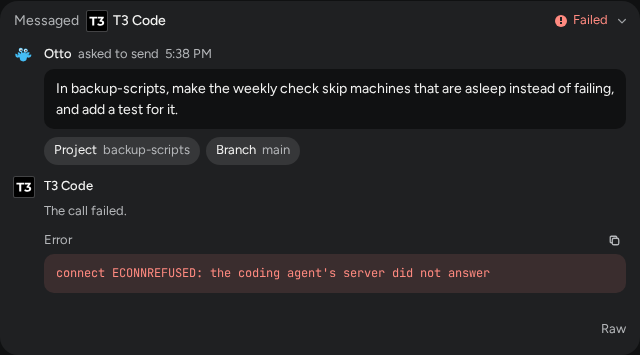 Messaged T3 T3 Code Failed
Otto asked to send 5:38 PM
In backup-scripts, make the weekly check skip machines that are asleep instead of failing,
and add a test for it.
Project backup-scripts Branch main
T3 T3 Code
The call failed.
Error
connect ECONNREFUSED: the coding agent's server did not answer
Raw